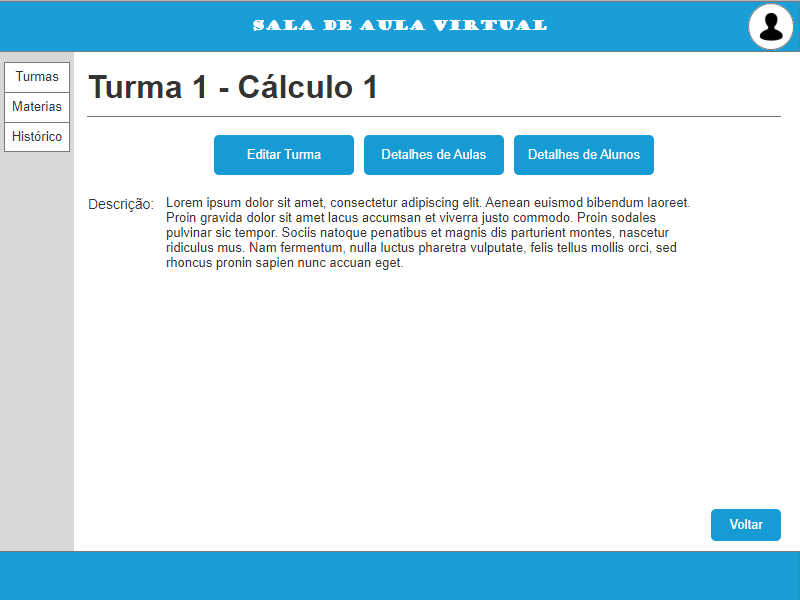 SALA DE AULA VIRTUAL
Turmas
Materias
Histórico
Turma 1 - Cálculo 1
Editar Turma
Detalhes de Aulas
Detalhes de Alunos
Descrição:
Lorem ipsum dolor sit amet, consectetur adipiscing elit. Aenean euismod bibendum laoreet.
Proin gravida dolor sit amet lacus accumsan et viverra justo commodo. Proin sodales
pulvinar sic tempor. Sociis natoque penatibus et magnis dis parturient montes, nascetur
ridiculus mus. Nam fermentum, nulla luctus pharetra vulputate, felis tellus mollis orci, sed
rhoncus pronin sapien nunc accuan eget.
Voltar